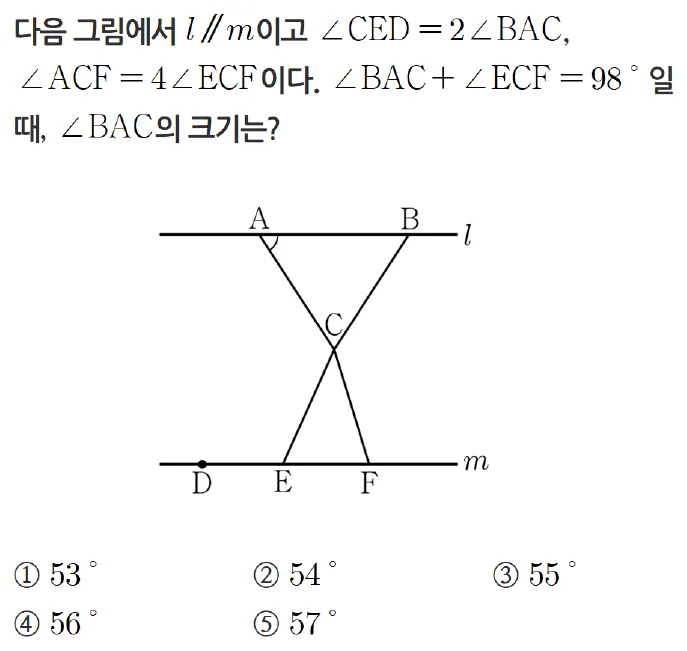 다음 그림에서 l∥m이고 ∠CED=2∠BAC,
∠ACF=4∠ECF이다. ∠BAC+∠ECF=98°일
때, ∠BAC의 크기는?
A B l
C
D E F m
① 53° ② 54° ③ 55°
④ 56° ⑤ 57°